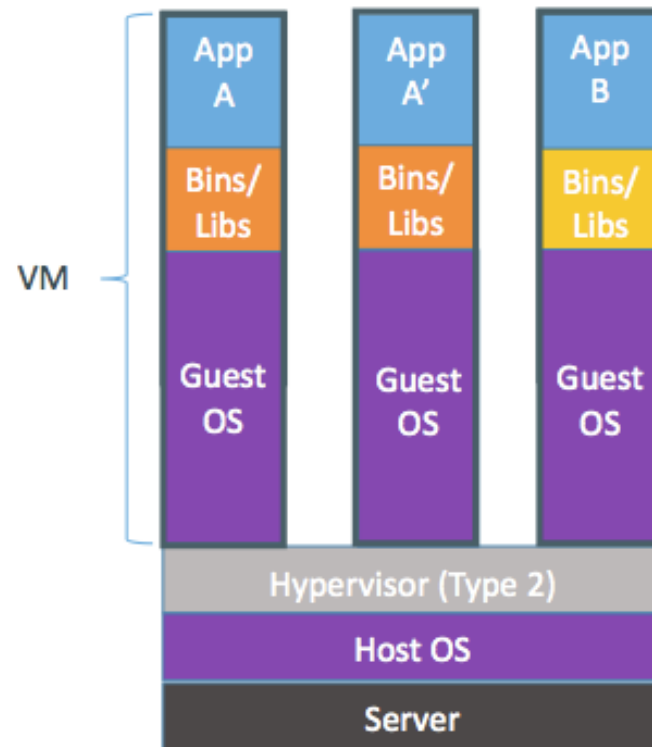 App
A
App
A’
App
B
Bins/
Libs
Bins/
Libs
Bins/
Libs
VM
Guest
OS
Guest
OS
Guest
OS
Hypervisor (Type 2)
Host OS
Server